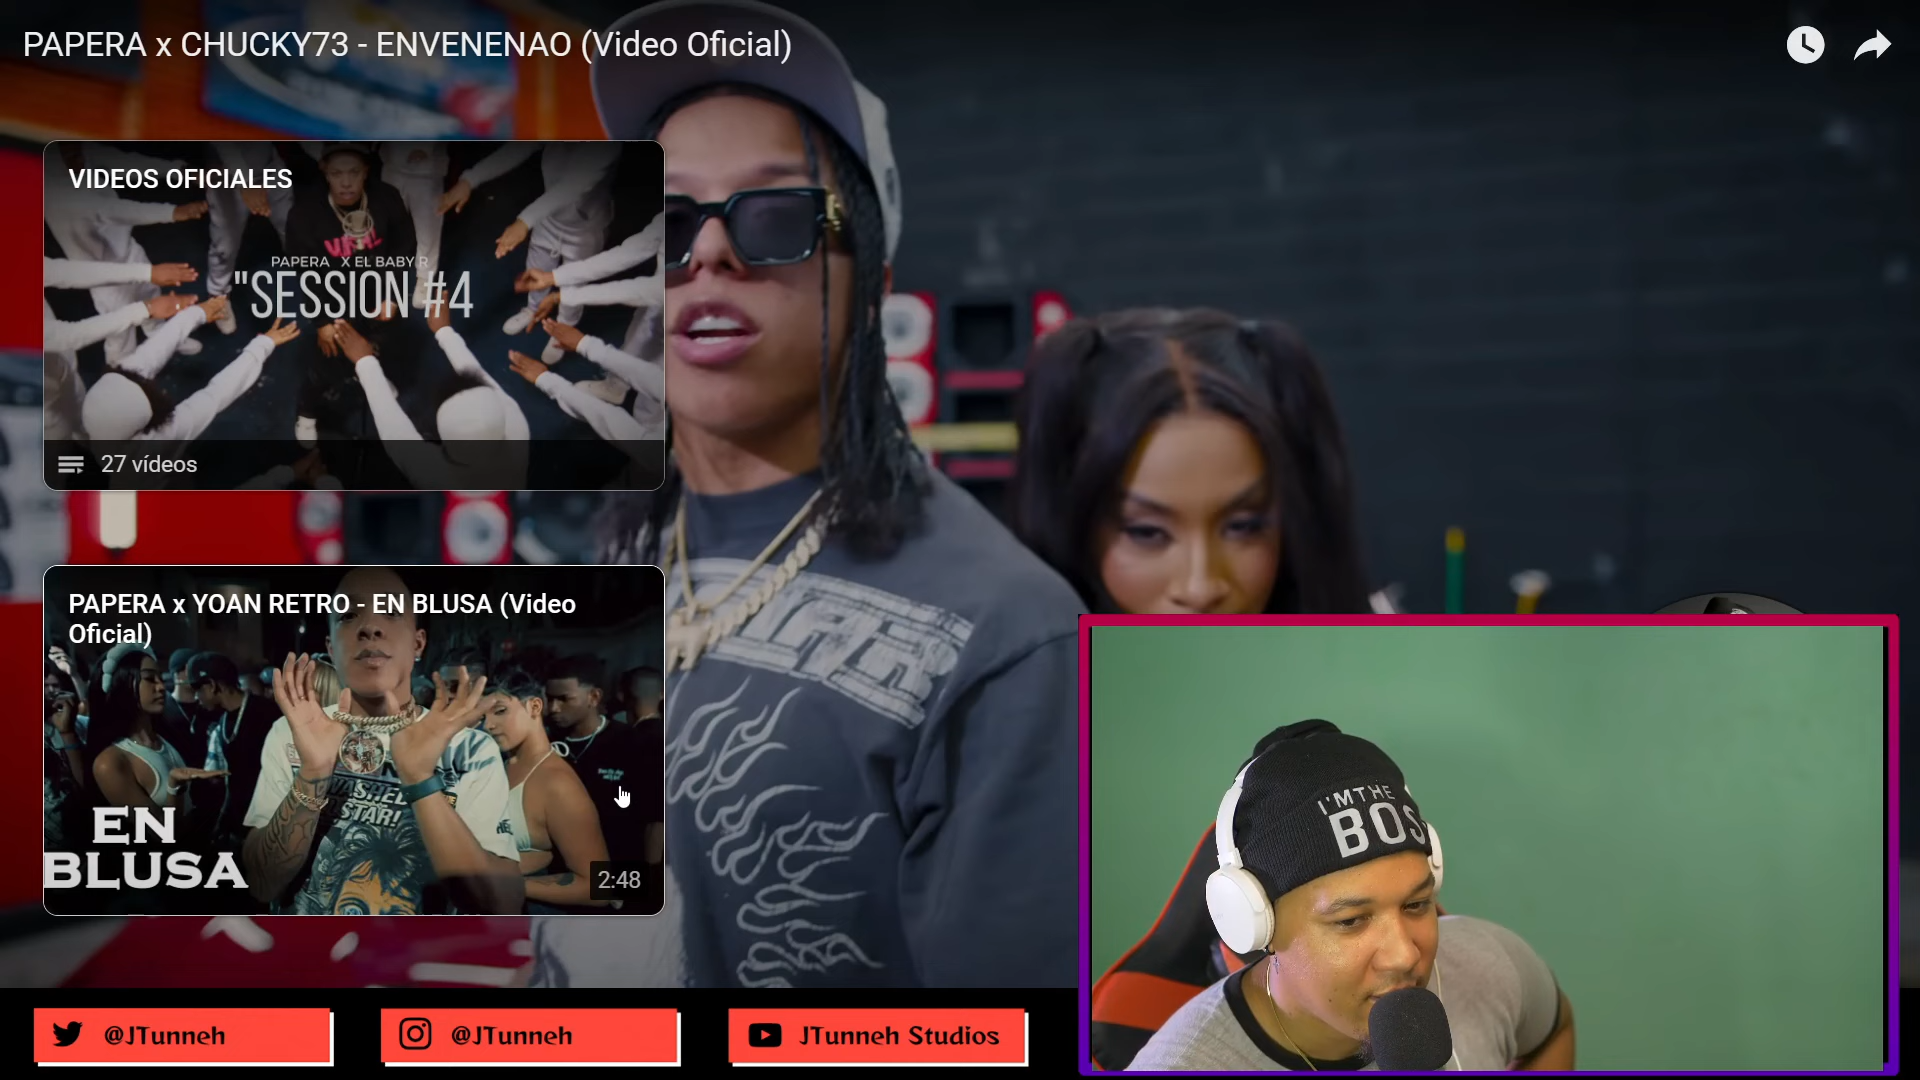 PAPERA x CHUCKY73 - ENVENENAO (Video Oficial)
VIDEOS OFICIALES
PAPERA X EL BABY R
"SESSION #4
27 vídeos
PAPERA x YOAN RETRO - EN BLUSA (Video
Oficial)
EN
BLUSA
2:48
I'M THE
BOS
@JTunneh
@JTunneh
JTunneh Studios